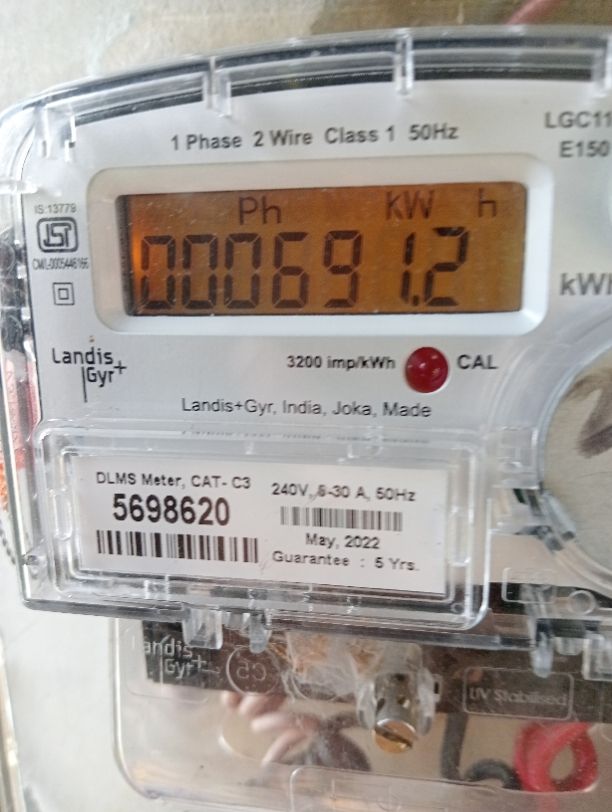 1 Phase 2 Wire Class 1 50Hz
LGC11
E150
IS:13779
Ph KW h
000691.2
kWh
Landis
Gyr+
3200 imp/kWh CAL
Landis+Gyr, India, Joka, Made
DLMS Meter, CAT- C3
5698620
240V, 5-30 A, 50Hz
May, 2022
Guarantee : 5 Yrs.
Landis
Gyr+
UV Stabilised